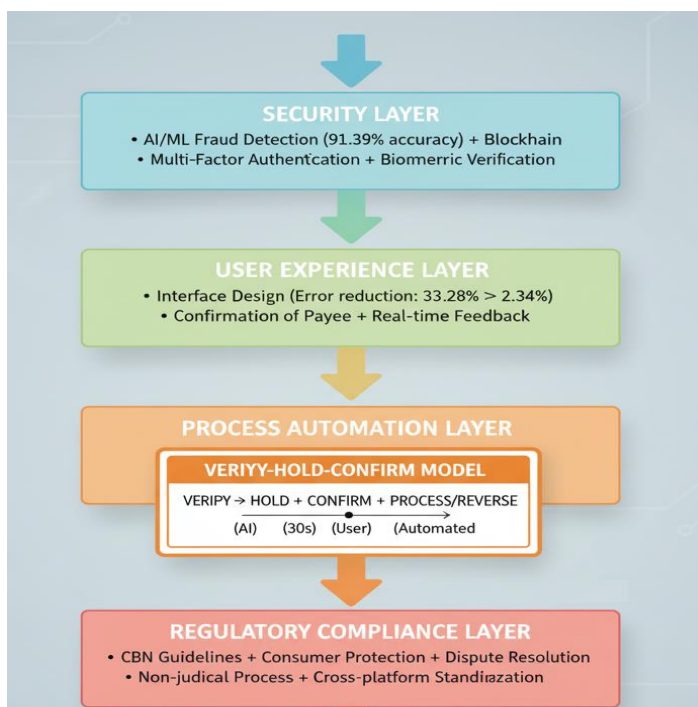 SECURITY LAYER
• AI/ML Fraud Detection (91.39% accuracy) + Blockhain
• Multi-Factor Authentication + Biomerric Verification
USER EXPERIENCE LAYER
• Interface Design (Error reduction: 33.28% > 2.34%)
• Confirmation of Payee + Real-time Feedback
PROCESS AUTOMATION LAYER
VERIYY-HOLD-CONFIRM MODEL
VERIPY → HOLD + CONFIRM + PROCESS/REVERSE
(AI) (30s) (User) (Automated
REGULATORY COMPLIANCE LAYER
• CBN Guidelines + Consumer Protection + Dispute Resolution
• Non-judical Process + Cross-platform Standiazation